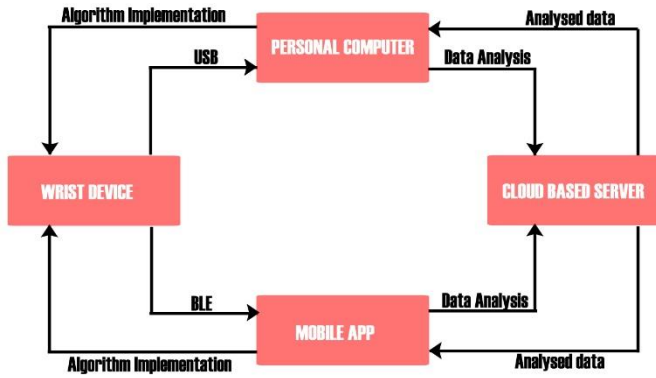 Algorithm Implementation
Analysed data
PERSONAL COMPUTER
USB
Data Analysis
WRIST DEVICE
CLOUD BASED SERVER
BLE
Data Analysis
MOBILE APP
Algorithm Implementation
Analysed data